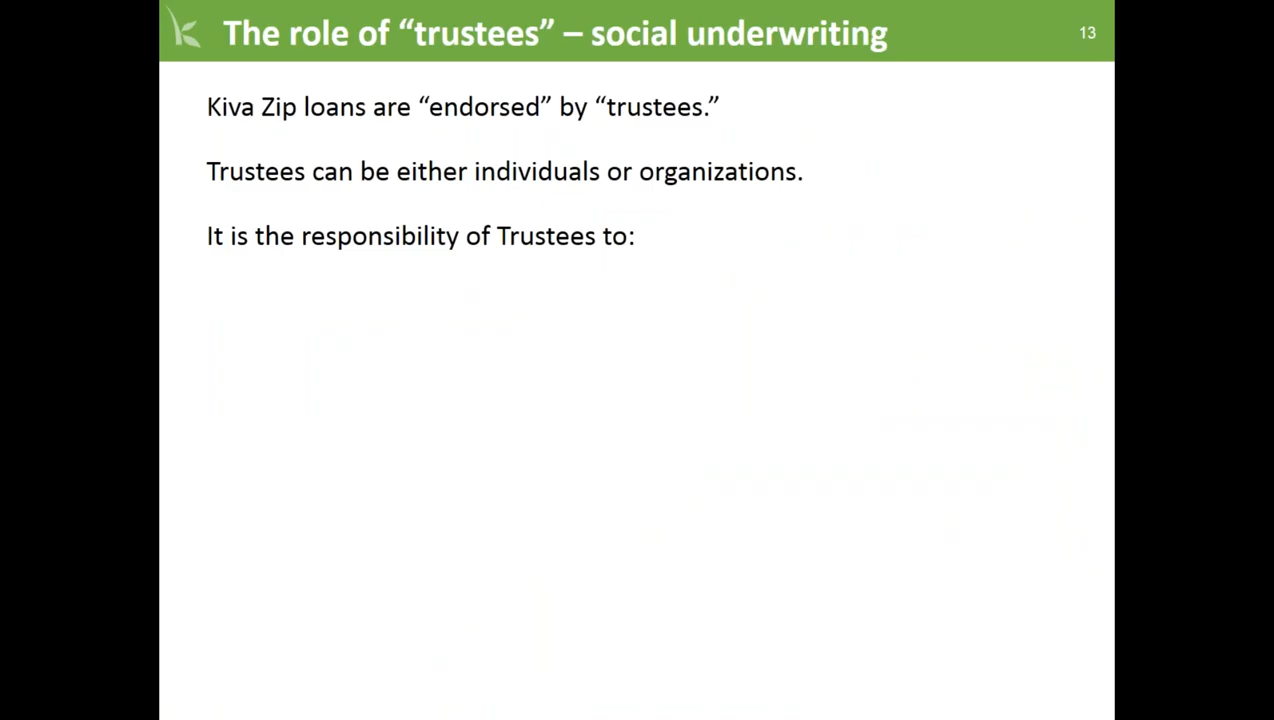 The role of “trustees” – social underwriting
13
Kiva Zip loans are “endorsed” by “trustees.”
Trustees can be either individuals or organizations.
It is the responsibility of Trustees to: